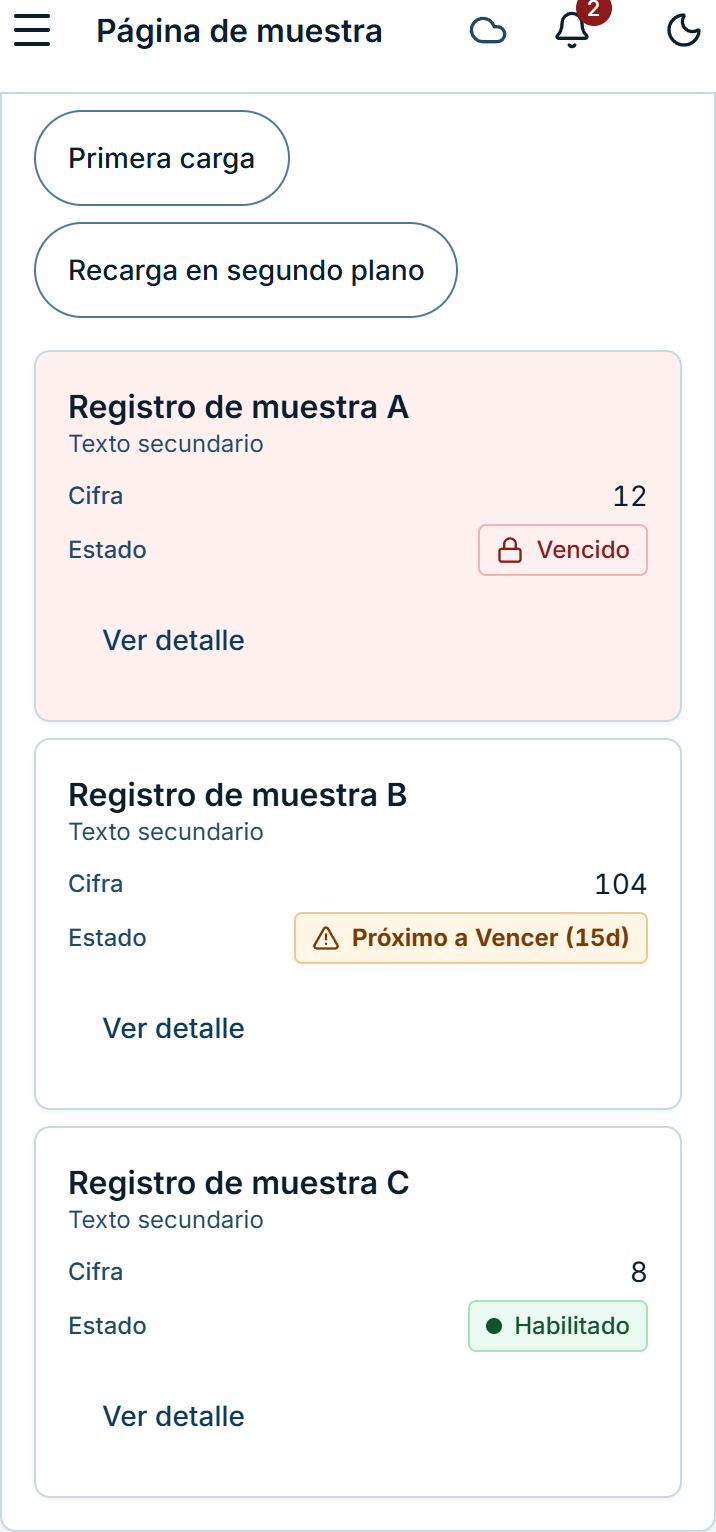 Página de muestra
2
Primera carga
Recarga en segundo plano
Registro de muestra A
Texto secundario
Cifra 12
Estado Vencido
Ver detalle
Registro de muestra B
Texto secundario
Cifra 104
Estado Próximo a Vencer (15d)
Ver detalle
Registro de muestra C
Texto secundario
Cifra 8
Estado Habilitado
Ver detalle